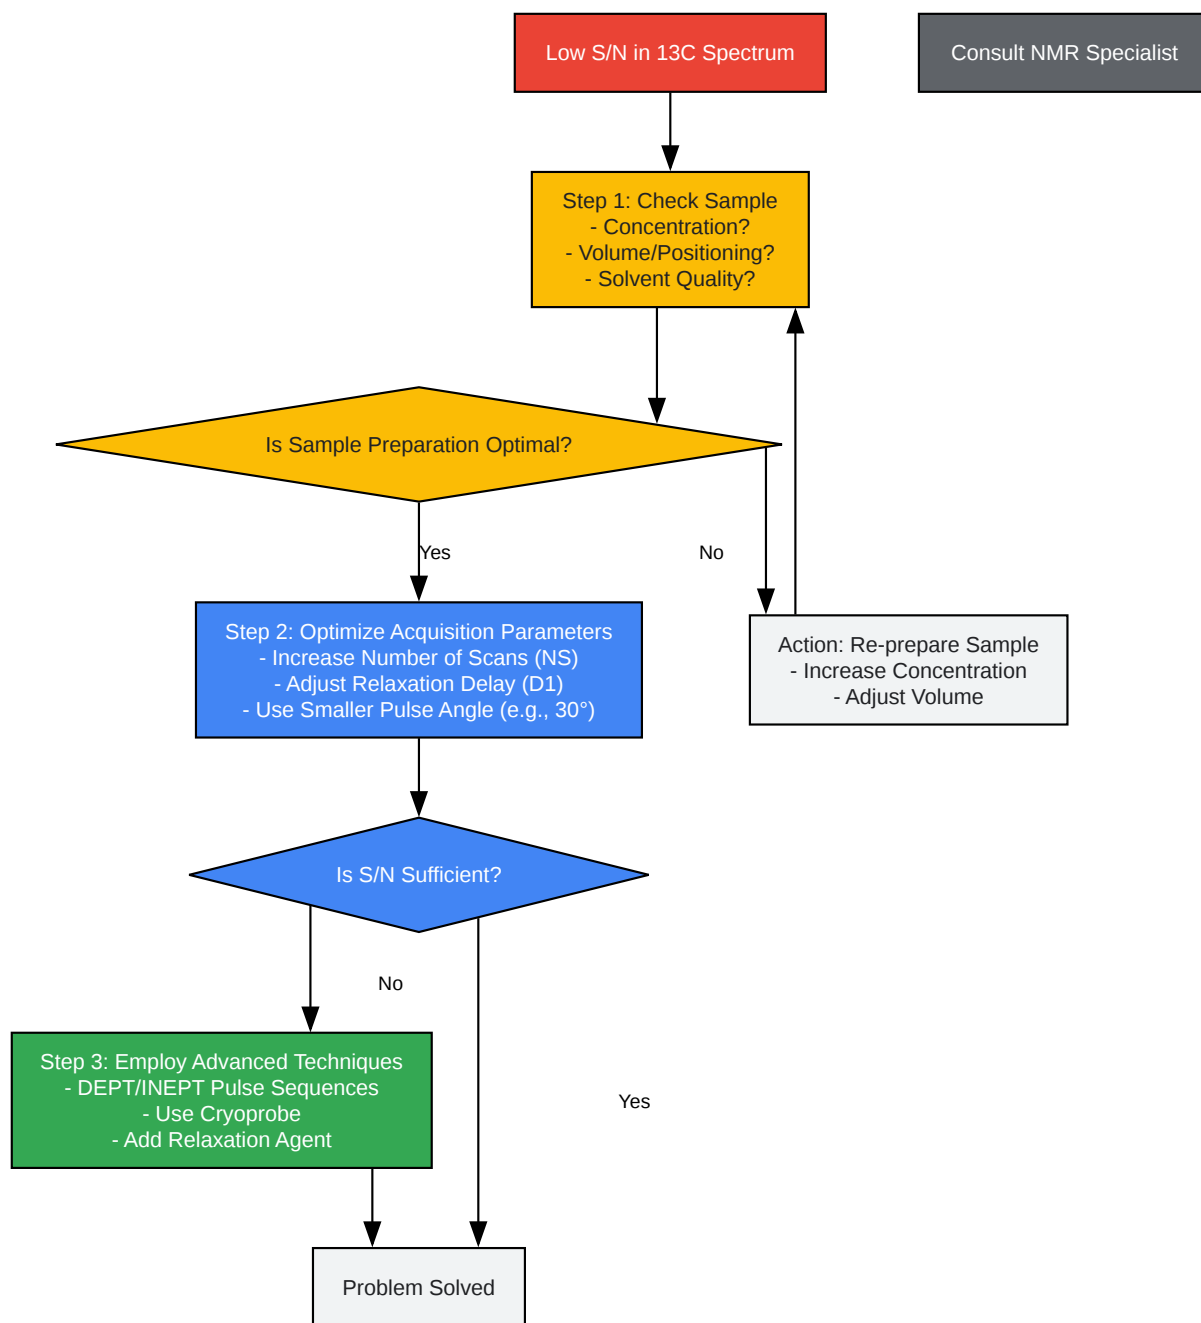 Low S/N in 13C Spectrum
Consult NMR Specialist
Step 1: Check Sample
- Concentration?
- Volume/Positioning?
- Solvent Quality?
Is Sample Preparation Optimal?
Yes
No
Step 2: Optimize Acquisition Parameters
- Increase Number of Scans (NS)
- Adjust Relaxation Delay (D1)
- Use Smaller Pulse Angle (e.g., 30°)
Action: Re-prepare Sample
- Increase Concentration
- Adjust Volume
Is S/N Sufficient?
No
Yes
Step 3: Employ Advanced Techniques
- DEPT/INEPT Pulse Sequences
- Use Cryoprobe
- Add Relaxation Agent
Problem Solved